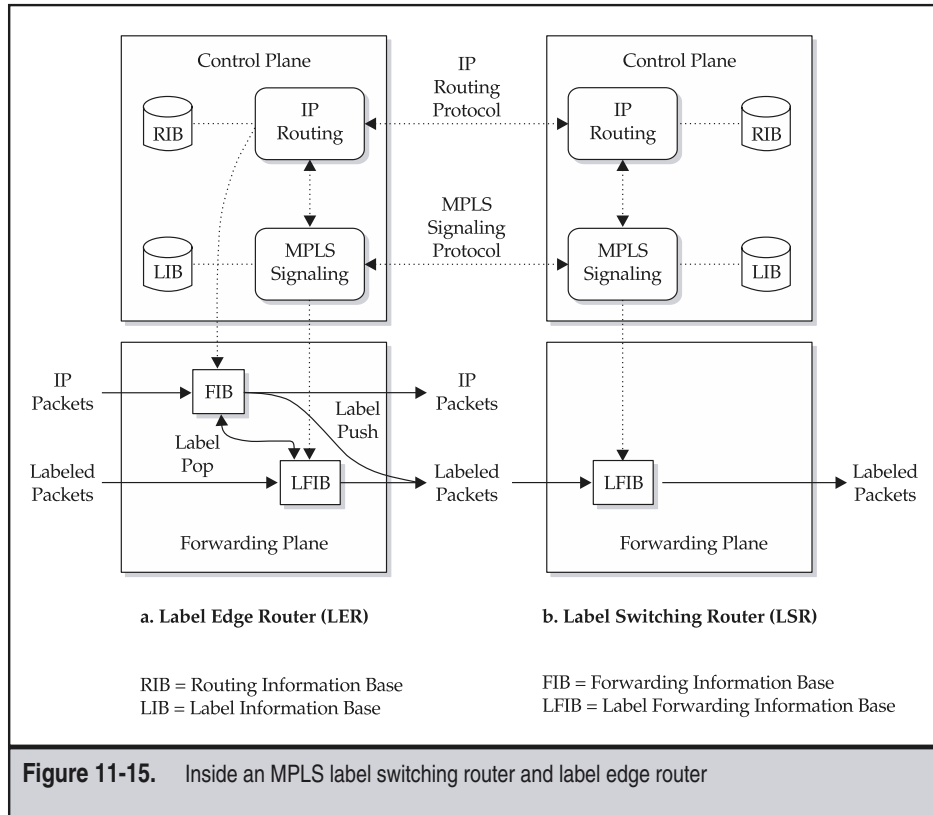 Control Plane
IP
Routing
RIB
MPLS
Signaling
LIB
IP
Routing
Protocol
MPLS
Signaling
Protocol
Control Plane
IP
Routing
RIB
MPLS
Signaling
LIB
IP
Packets
FIB
Label
Push
Label
Pop
Labeled
Packets
LFIB
Forwarding Plane
IP
Packets
Labeled
Packets
LFIB
Forwarding Plane
Labeled
Packets
a. Label Edge Router (LER)
b. Label Switching Router (LSR)
RIB = Routing Information Base
LIB = Label Information Base
FIB = Forwarding Information Base
LFIB = Label Forwarding Information Base
Figure 11-15. Inside an MPLS label switching router and label edge router